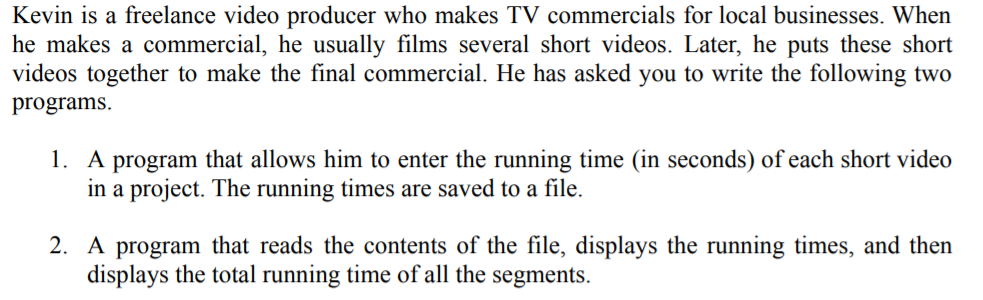 Kevin is a freelance video producer who makes TV commercials for local businesses. When
he makes a commercial, he usually films several short videos. Later, he puts these short
videos together to make the final commercial. He has asked you to write the following two
programs.
1. A program that allows him to enter the running time (in seconds) of each short video
in a project. The running times are saved to a file.
2. A program that reads the contents of the file, displays the running times, and then
displays the total running time of all the segments.